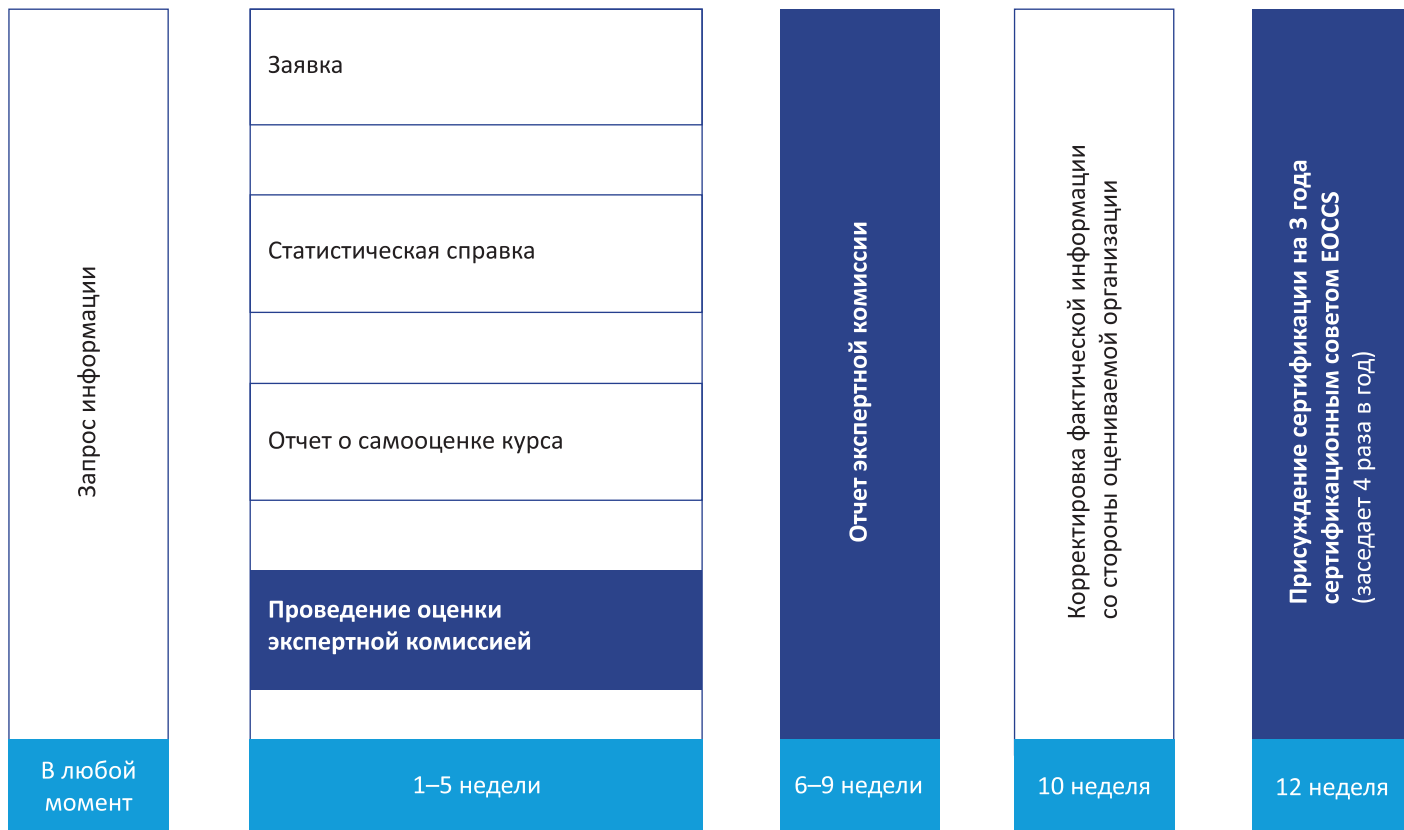 Запрос информации
В любой
момент
Заявка
Статистическая справка
Отчет о самооценке курса
Проведение оценки
экспертной комиссией
1–5 недели
Отчет экспертной комиссии
6–9 недели
Корректировка фактической информации
со стороны оцениваемой организации
10 неделя
Присуждение сертификации на 3 года
сертификационным советом EOCCS
(заседает 4 раза в год)
12 неделя